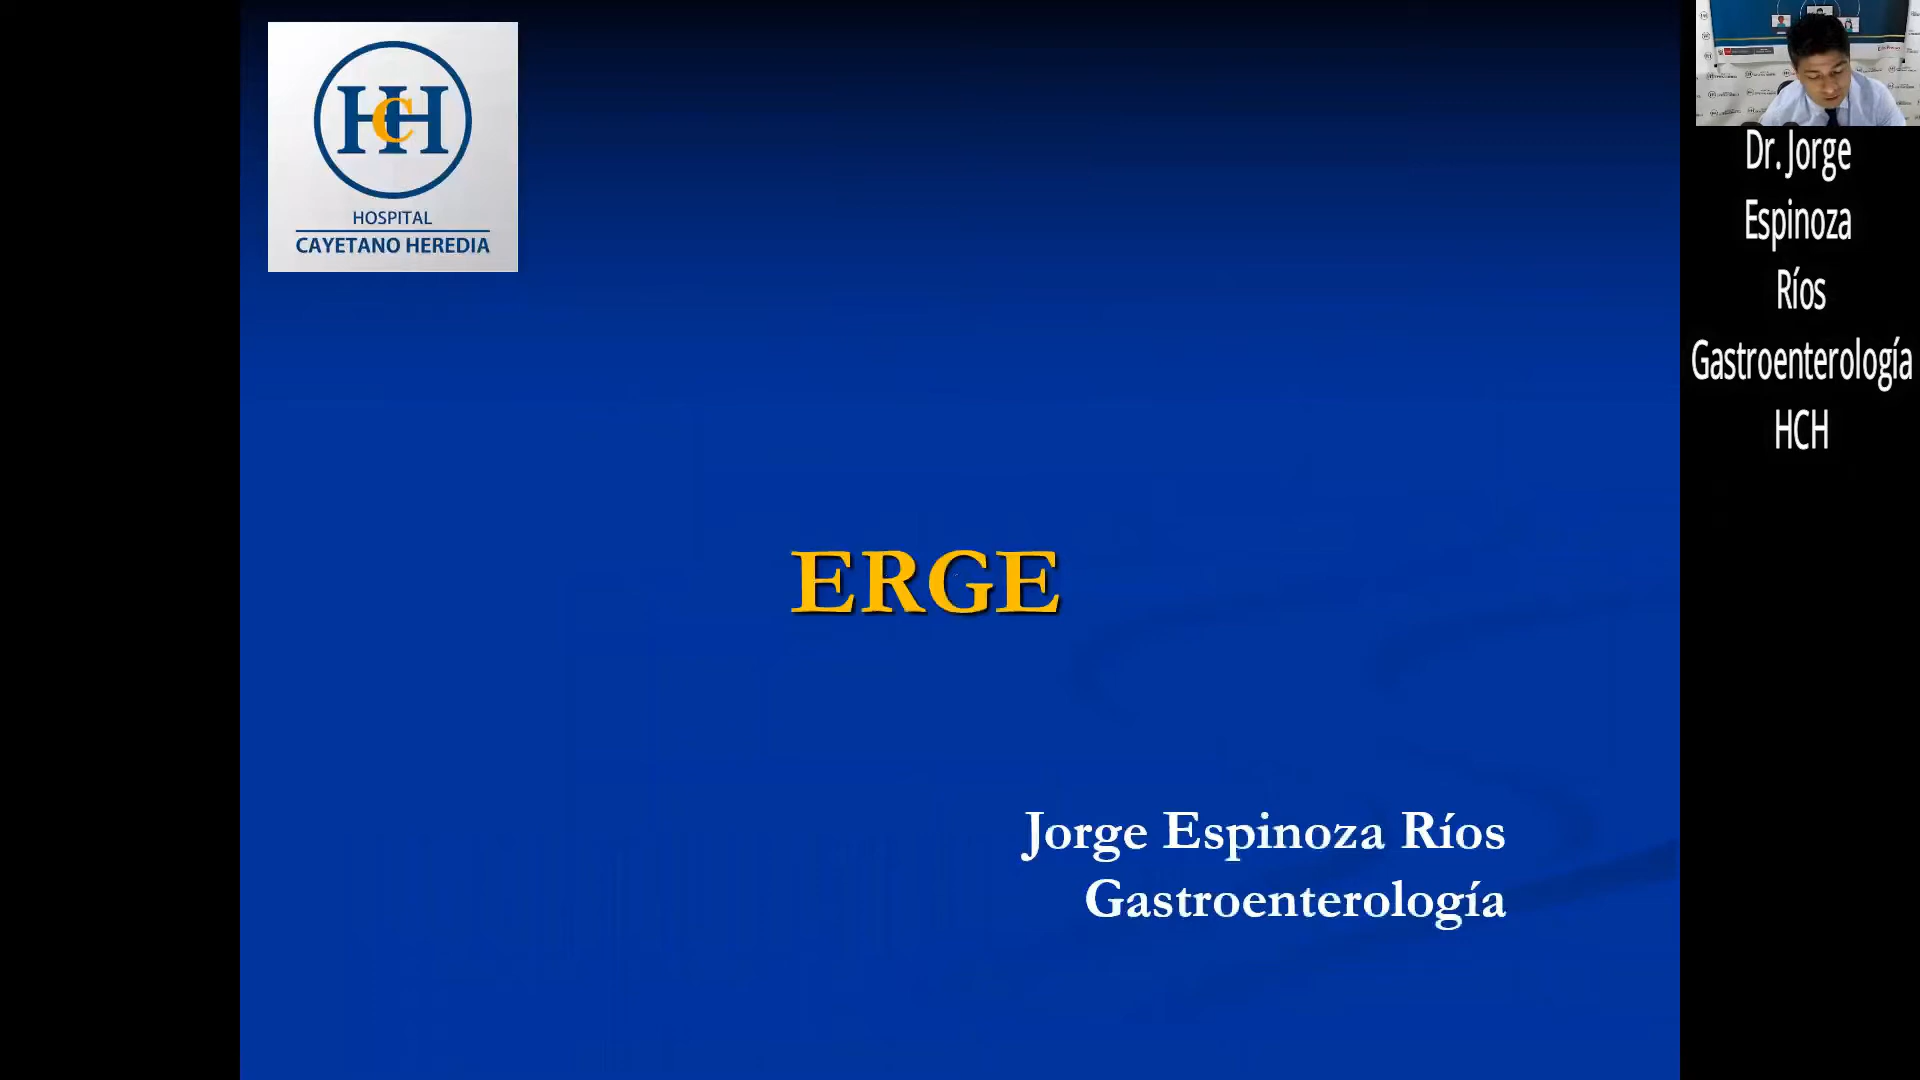 HCH
HOSPITAL
CAYETANO HEREDIA
ERGE
Jorge Espinoza Ríos
Gastroenterología
Dr. Jorge
Espinoza
Ríos
Gastroenterología
HCH